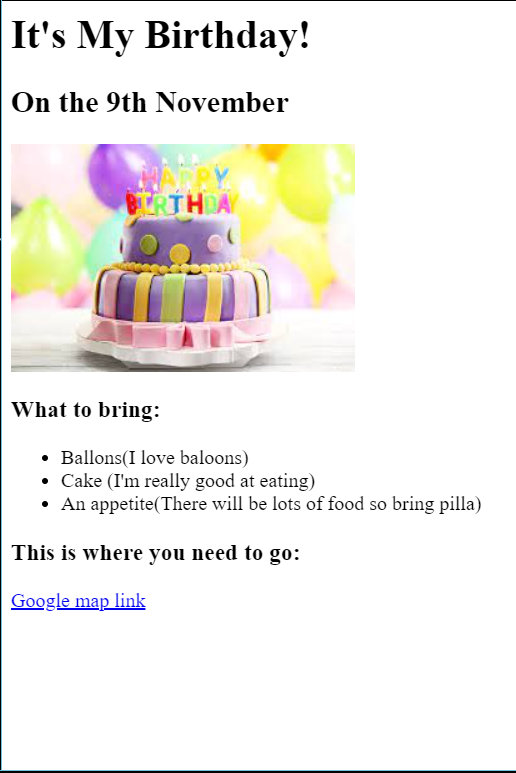 It's My Birthday!
On the 9th November
HAPPY
BIRTHDAY
What to bring:
Ballons(I love baloons)
Cake (I'm really good at eating)
An appetite(There will be lots of food so bring pilla)
This is where you need to go:
Google map link